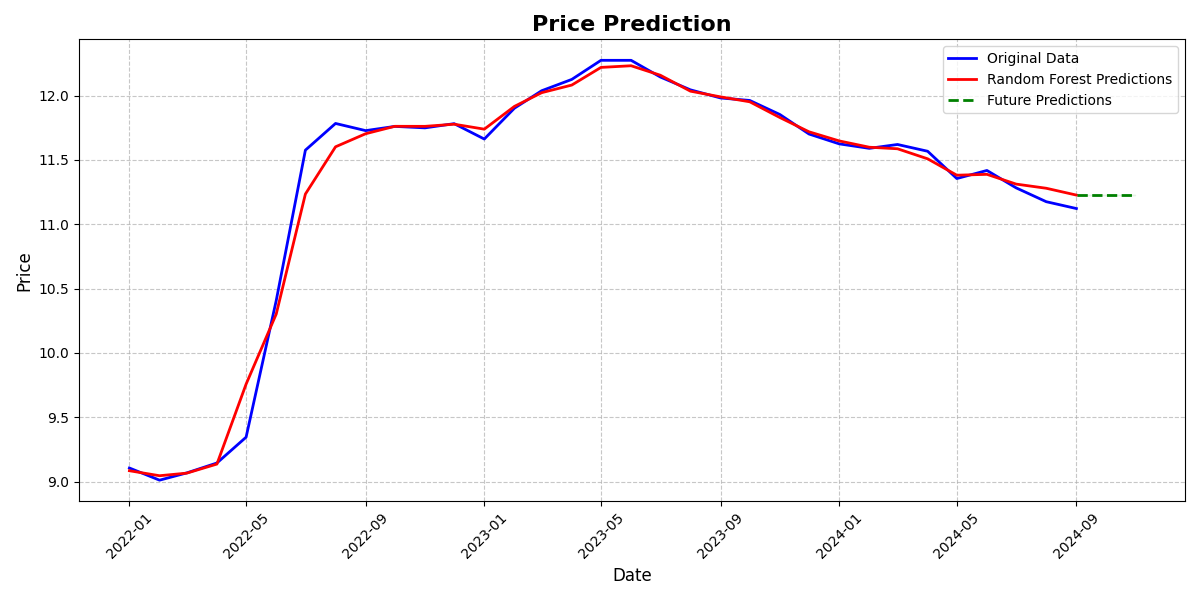 Price Prediction
Original Data
Random Forest Predictions
Future Predictions
Price
12.0
11.5
11.0
10.5
10.0
9.5
9.0
2022-01
2022-05
2022-09
2023-01
2023-05
2023-09
2024-01
2024-05
2024-09
Date